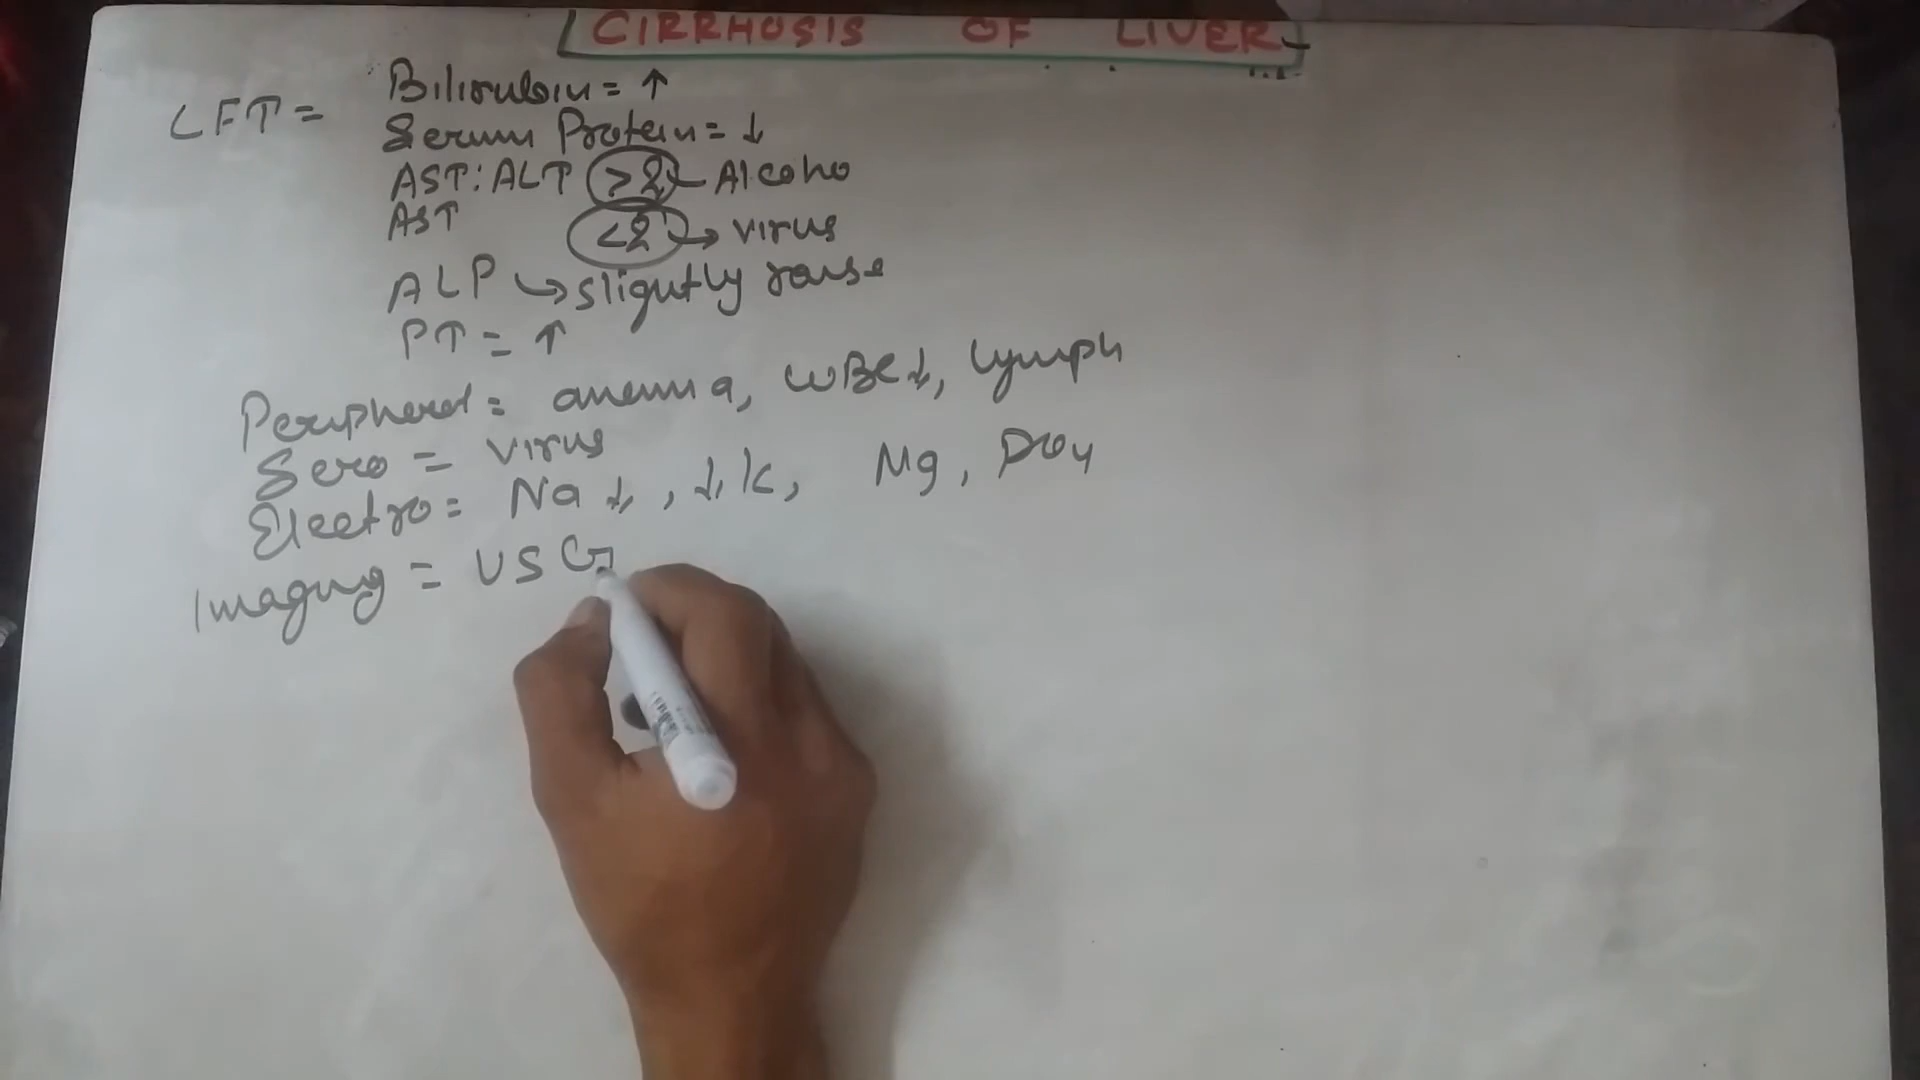 CIRRHOSIS OF LIVER
LFT = Bilirubin = ↑
Serum Protein = ↓
AST : ALT >2 Alcoho
AST <2 → virus
ALP → slightly raise
PT = ↑
Peripheral = anemia, WBC ↓, Lymph
Sero = virus
Electro = Na ↓, ↓ K, Mg, PO4
Imaging = USG